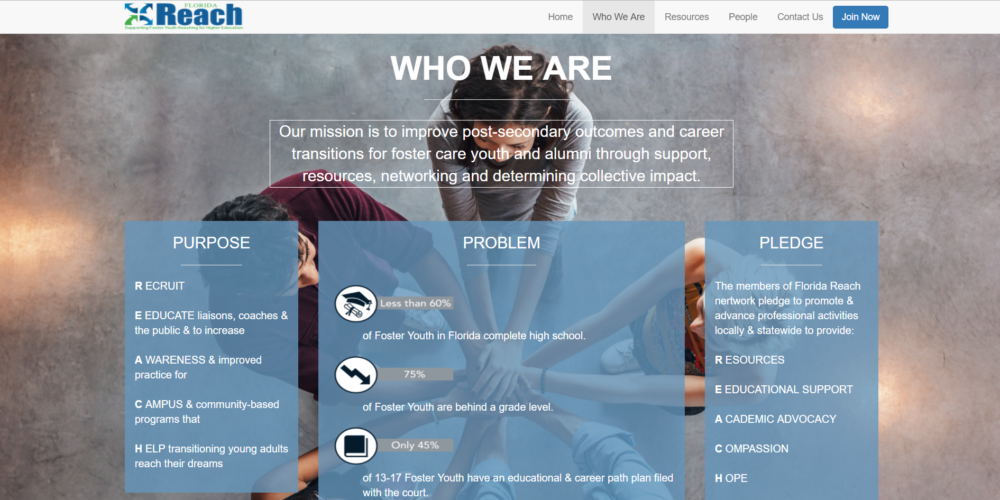 FLORIDA
Reach
Supporting Foster Youth Reaching for Higher Education
Home
Who We Are
Resources
People
Contact Us
Join Now
WHO WE ARE
Our mission is to improve post-secondary outcomes and career
transitions for foster care youth and alumni through support,
resources, networking and determining collective impact.
PURPOSE
R ECRUIT
E EDUCATE liaisons, coaches &
the public & to increase
A WARENESS & improved
practice for
C AMPUS & community-based
programs that
H ELP transitioning young adults
reach their dreams
PROBLEM
Less than 60%
of Foster Youth in Florida complete high school.
75%
of Foster Youth are behind a grade level.
Only 45%
of 13-17 Foster Youth have an educational & career path plan filed
with the court.
PLEDGE
The members of Florida Reach
nertwork pledge to promote &
advance professional activities
locally & statewide to provide:
R ESOURCES
E EDUCATIONAL SUPPORT
A CADEMIC ADVOCACY
C OMPASSION
H OPE